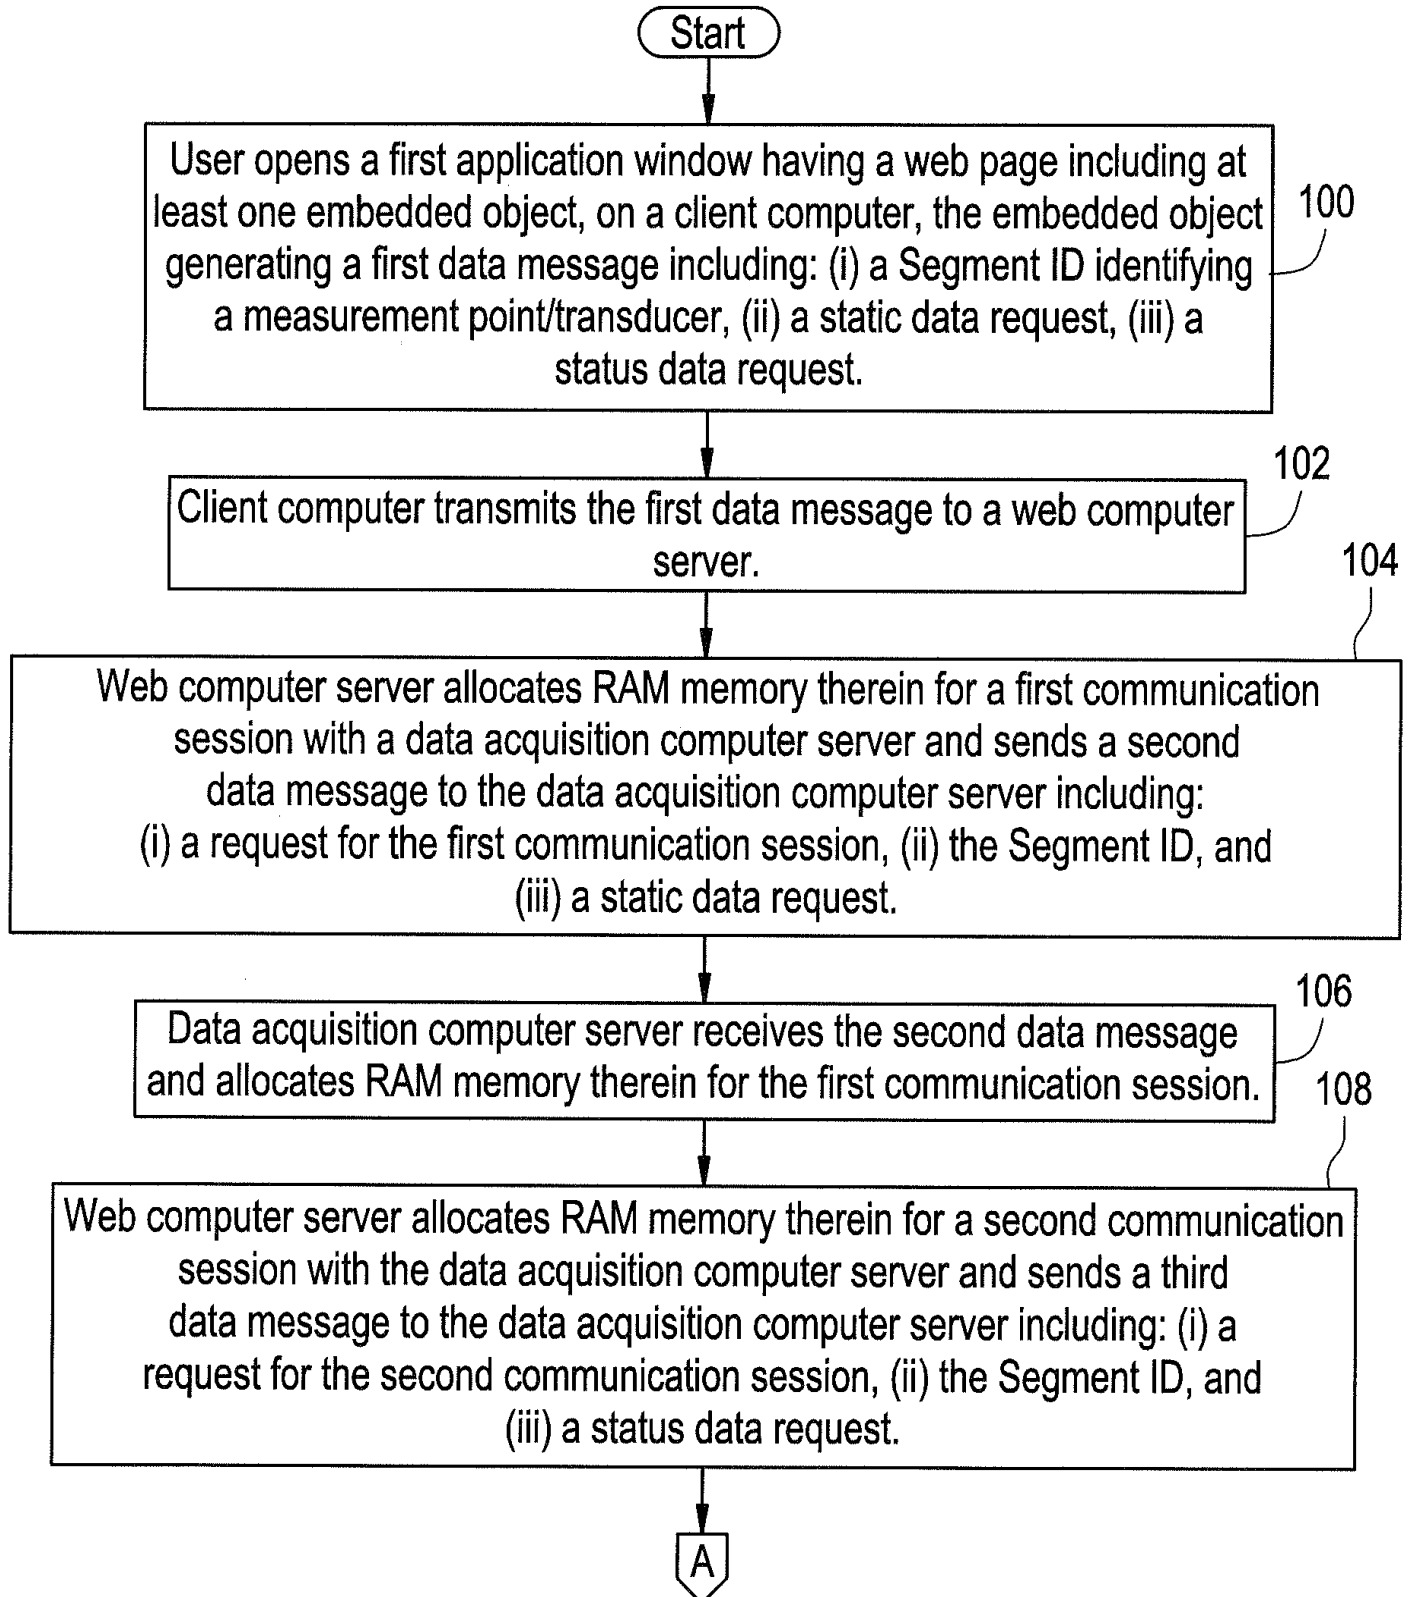 Start
User opens a first application window having a web page including at
least one embedded object, on a client computer, the embedded object
generating a first data message including: (i) a Segment ID identifying
a measurement point/transducer, (ii) a static data request, (iii) a
status data request.
100
Client computer transmits the first data message to a web computer
server.
102
104
Web computer server allocates RAM memory therein for a first communication
session with a data acquisition computer server and sends a second
data message to the data acquisition computer server including:
(i) a request for the first communication session, (ii) the Segment ID, and
(iii) a static data request.
106
Data acquisition computer server receives the second data message
and allocates RAM memory therein for the first communication session.
108
Web computer server allocates RAM memory therein for a second communication
session with the data acquisition computer server and sends a third
data message to the data acquisition computer server including: (i) a
request for the second communication session, (ii) the Segment ID, and
(iii) a status data request.
A